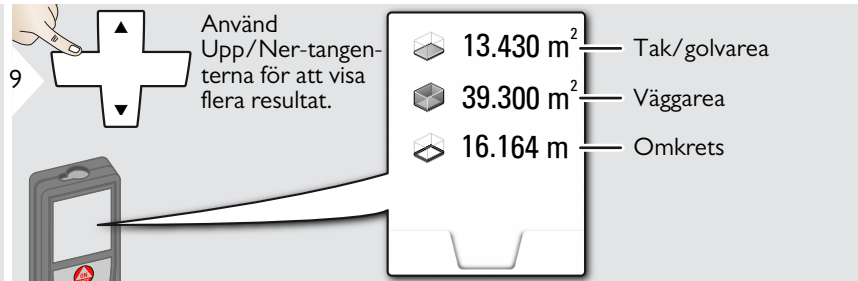 9
Använd
Upp/Ner-tangen-
terna för att visa
flera resultat.
13.430 m²
Tak/golvarea
39.300 m²
Väggarea
16.164 m
Omkrets
ON